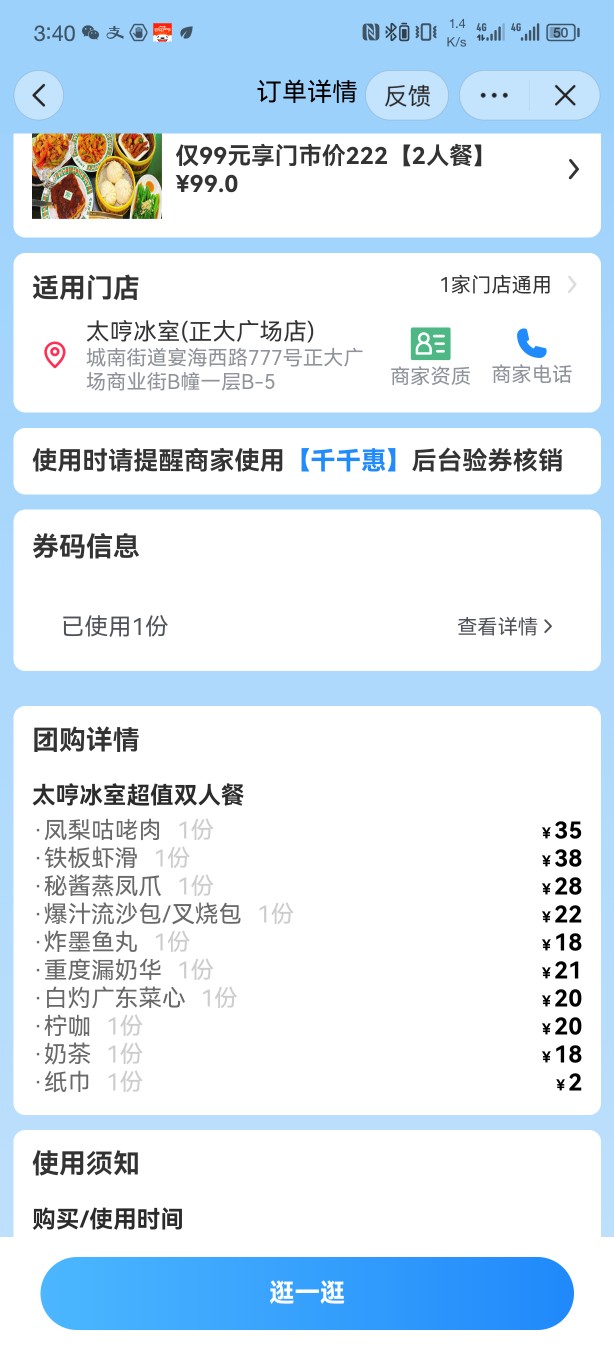 3:40
1.4
K/s
4G
4G
50
订单详情
反馈
仅99元享门市价222【2人餐】
¥99.0
适用门店
1家门店通用
太哼冰室(正大广场店)
城南街道宴海西路777号正大广
场商业街B幢一层B-5
商家资质
商家电话
使用时请提醒商家使用【千千惠】后台验券核销
券码信息
已使用1份
查看详情
团购详情
太哼冰室超值双人餐
·凤梨咕咾肉 1份 ¥35
·铁板虾滑 1份 ¥38
·秘酱蒸凤爪 1份 ¥28
·爆汁流沙包/叉烧包 1份 ¥22
·炸墨鱼丸 1份 ¥18
·重度漏奶华 1份 ¥21
·白灼广东菜心 1份 ¥20
·柠咖 1份 ¥20
·奶茶 1份 ¥18
·纸巾 1份 ¥2
使用须知
购买/使用时间
逛一逛